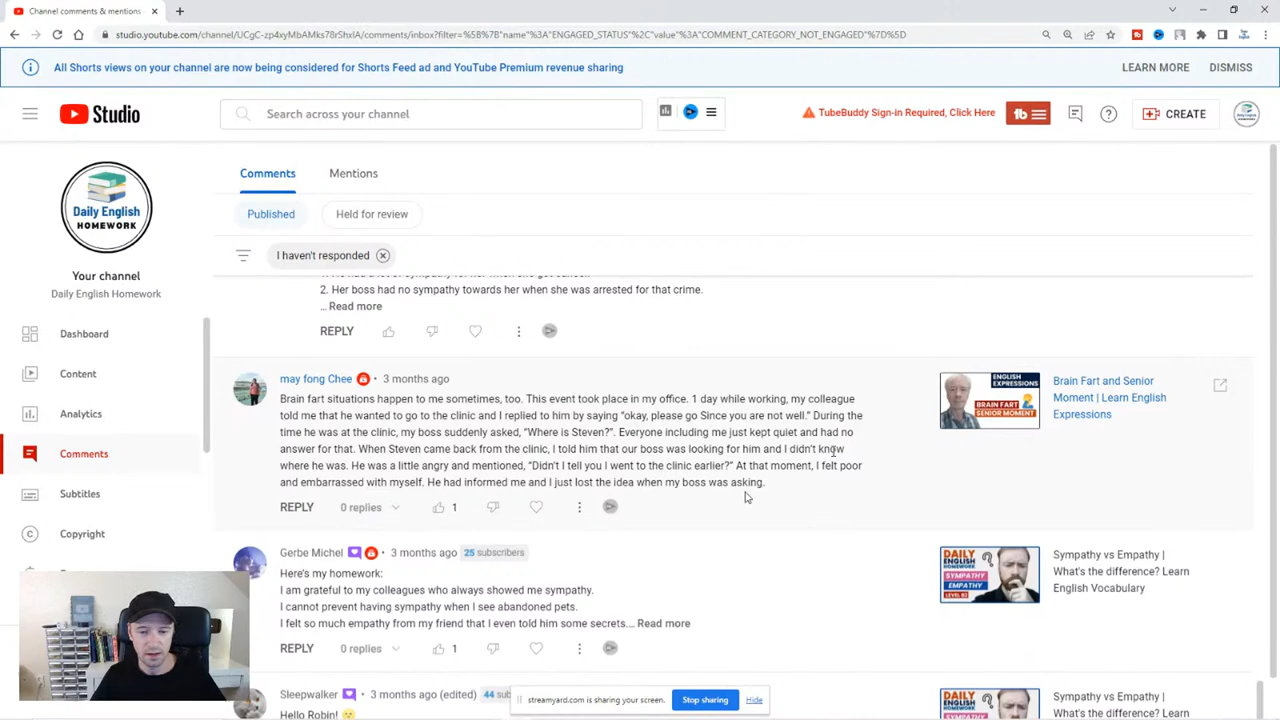 Channel comments & mentions
studio.youtube.com/channel/UCgC-zp4xyMbAMks78rShxIA/comments/inbox?filter=%5B%7B"name"%3A"ENGAGED_STATUS"%2C"value"%3A"COMMENT_CATEGORY_NOT_ENGAGED"%7D%5D
All Shorts views on your channel are now being considered for Shorts Feed ad and YouTube Premium revenue sharing
LEARN MORE
DISMISS
Studio
Search across your channel
TubeBuddy Sign-in Required, Click Here
tb
CREATE
Daily English
HOMEWORK
Your channel
Daily English Homework
Dashboard
Content
Analytics
Comments
Subtitles
Copyright
Comments
Mentions
Published
Held for review
I haven't responded
2. Her boss had no sympathy towards her when she was arrested for that crime.
... Read more
REPLY
may fong Chee • 3 months ago
Brain fart situations happen to me sometimes, too. This event took place in my office. 1 day while working, my colleague
told me that he wanted to go to the clinic and I replied to him by saying “okay, please go Since you are not well.” During the
time he was at the clinic, my boss suddenly asked, “Where is Steven?”. Everyone including me just kept quiet and had no
answer for that. When Steven came back from the clinic, I told him that our boss was looking for him and I didn’t know
where he was. He was a little angry and mentioned, “Didn’t I tell you I went to the clinic earlier?” At that moment, I felt poor
and embarrassed with myself. He had informed me and I just lost the idea when my boss was asking.
REPLY
0 replies
1
ENGLISH
EXPRESSIONS
BRAIN FART
SENIOR MOMENT
Brain Fart and Senior
Moment | Learn English
Expressions
Gerbe Michel • 3 months ago 25 subscribers
Here's my homework:
I am grateful to my colleagues who always showed me sympathy.
I cannot prevent having sympathy when I see abandoned pets.
I felt so much empathy from my friend that I even told him some secrets... Read more
REPLY
0 replies
1
DAILY
ENGLISH
HOMEWORK
SYMPATHY
EMPATHY
LEVEL B2
Sympathy vs Empathy |
What's the difference? Learn
English Vocabulary
Sleepwalker • 3 months ago (edited)
Hello Robin!
DAILY
ENGLISH
HOMEWORK
Sympathy vs Empathy |
What's the difference? Learn
streamyard.com is sharing your screen.
Stop sharing
Hide